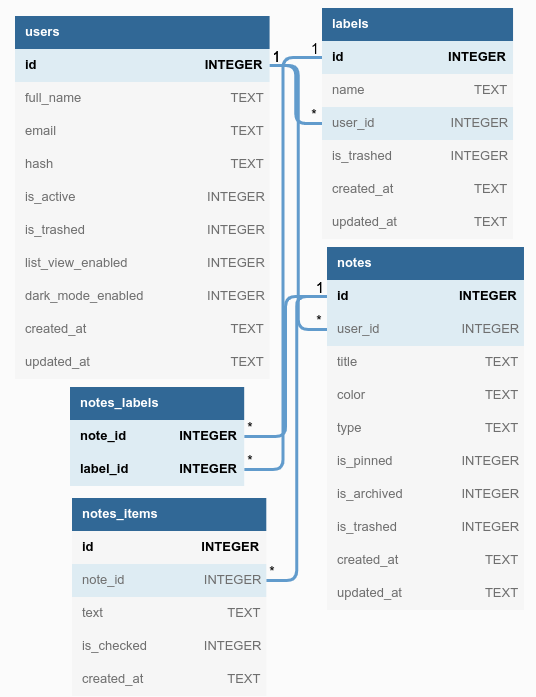 users
id INTEGER 1
full_name TEXT
email TEXT
hash TEXT
is_active INTEGER
is_trashed INTEGER
list_view_enabled INTEGER
dark_mode_enabled INTEGER
created_at TEXT
updated_at TEXT
labels
1 id INTEGER
name TEXT
* user_id INTEGER
is_trashed INTEGER
created_at TEXT
updated_at TEXT
notes
1 id INTEGER
* user_id INTEGER
title TEXT
color TEXT
type TEXT
is_pinned INTEGER
is_archived INTEGER
is_trashed INTEGER
created_at TEXT
updated_at TEXT
notes_labels
note_id INTEGER *
label_id INTEGER *
notes_items
id INTEGER
note_id INTEGER *
text TEXT
is_checked INTEGER
created_at TEXT